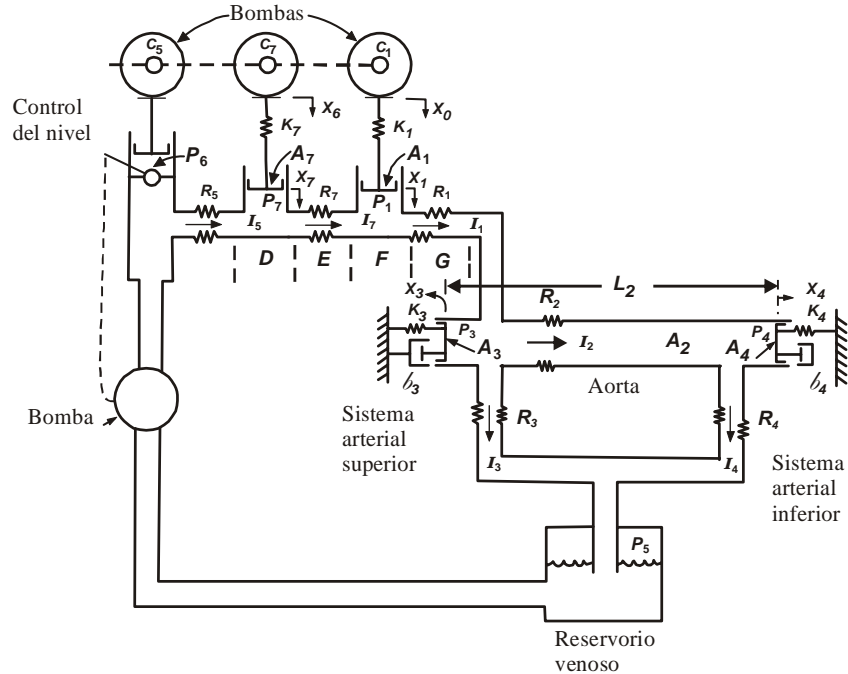 Bombas
C5
C7
C1
X6
X0
Control
del nivel
K7
K1
P6
A7
A1
X7
X1
R5
P7
R7
P1
R1
I5
I7
I1
D
E
F
G
L2
X3
X4
R2
K3
K4
P3
P4
A3
I2
A2
A4
Aorta
b3
b4
Bomba
Sistema
arterial
superior
R3
R4
I3
I4
Sistema
arterial
inferior
P5
Reservorio
venoso